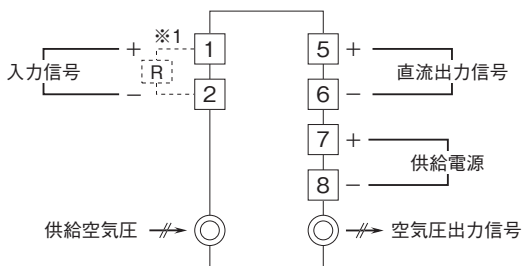 ※1
入力信号
+
−
R
1
2
5 +
6 −
直流出力信号
7 +
8 −
供給電源
供給空気圧
空気圧出力信号